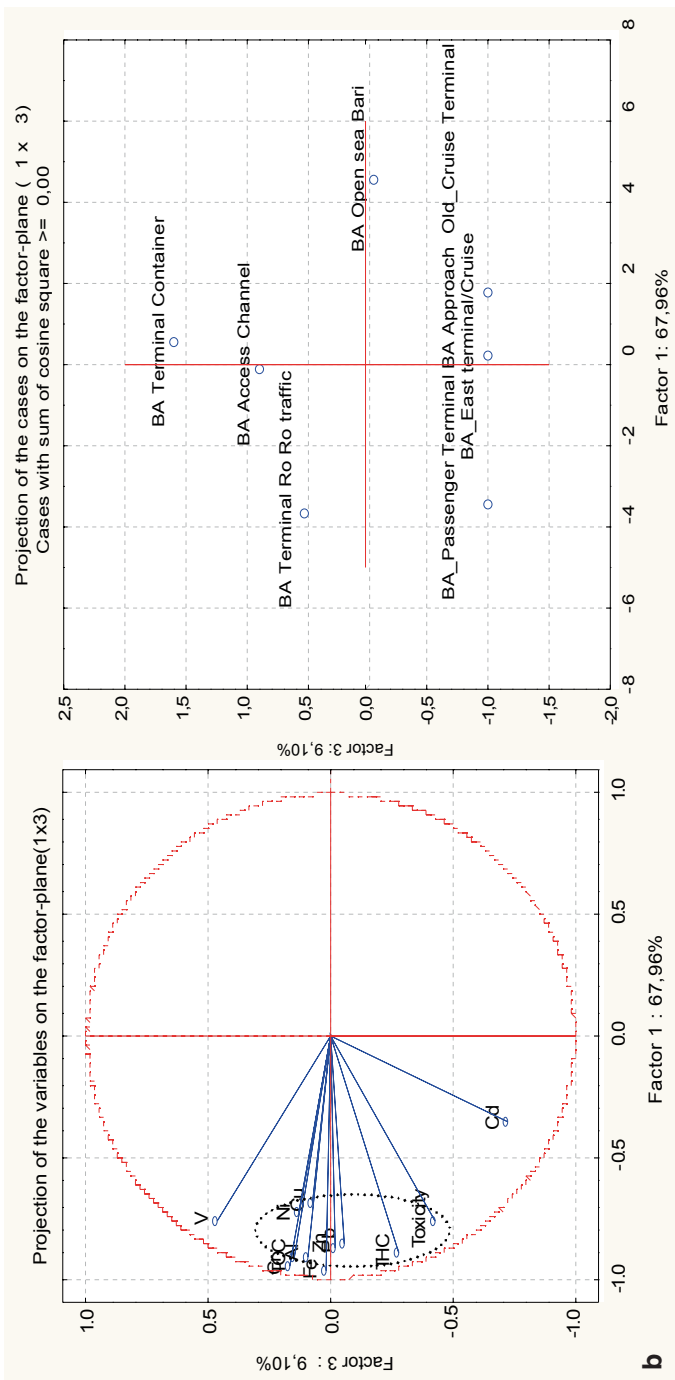 Projection of the variables on the factor-plane(1x3)
1.0
0.5
0.0
-0.5
-1.0
Factor 3 : 9,10%
V
Ni
Cu
TOC
Al
Fe
Zn
Pb
THC
Toxicity
Cd
-1.0
-0.5
0.0
0.5
1.0
Factor 1 : 67,96%
b
Projection of the cases on the factor-plane ( 1 x 3)
Cases with sum of cosine square >= 0,00
2,5
2,0
1,5
1,0
0,5
0,0
-0,5
-1,0
-1,5
-2,0
Factor 3: 9,10%
BA Terminal Container
BA Access Channel
BA Terminal Ro Ro traffic
BA Open sea Bari
BA_Passenger Terminal BA Approach Old_Cruise Terminal
BA_East terminal/Cruise
-8
-6
-4
-2
0
2
4
6
8
Factor 1: 67,96%